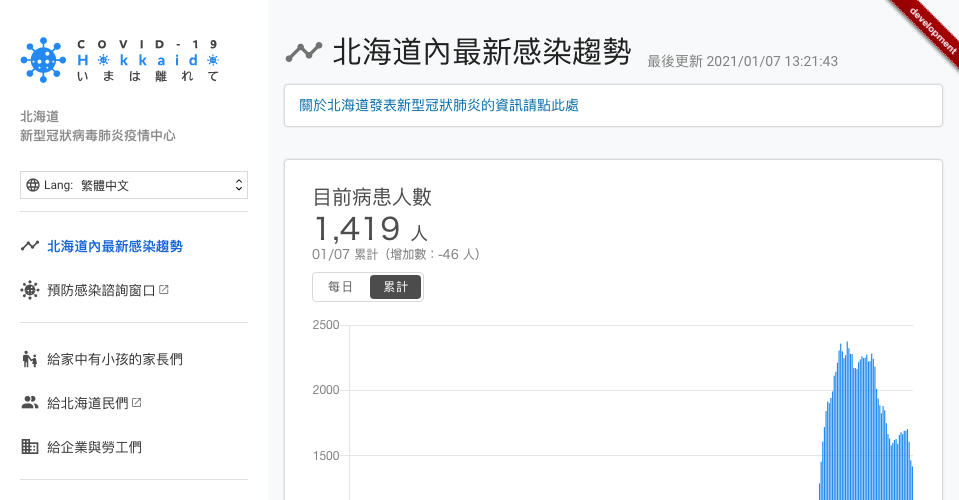 COVID-19
Hokkaido
いまは離れて
北海道
新型冠狀病毒肺炎疫情中心
Lang: 繁體中文
北海道內最新感染趨勢
預防感染諮詢窗口
給家中有小孩的家長們
給北海道民們
給企業與勞工們
development
北海道內最新感染趨勢
最後更新 2021/01/07 13:21:43
關於北海道發表新型冠狀肺炎的資訊請點此處
目前病患人數
1,419 人
01/07 累計（增加數：-46 人）
每日 累計
2500
2000
1500